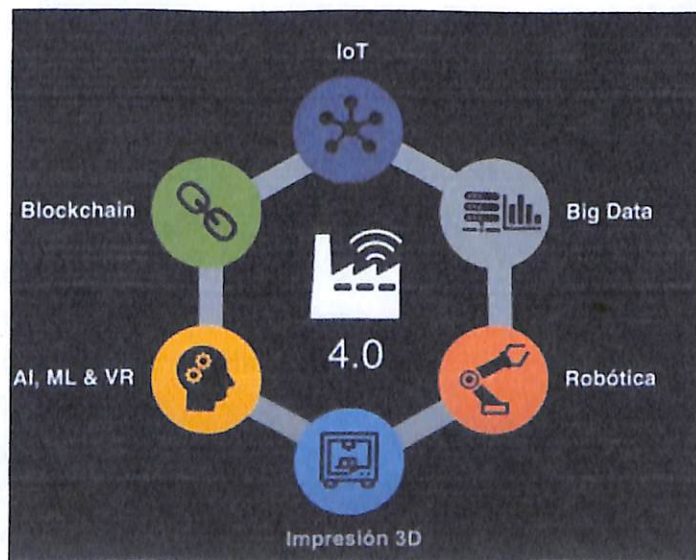 IoT
Blockchain
Big Data
4.0
AI, ML & VR
Robótica
Impresión 3D